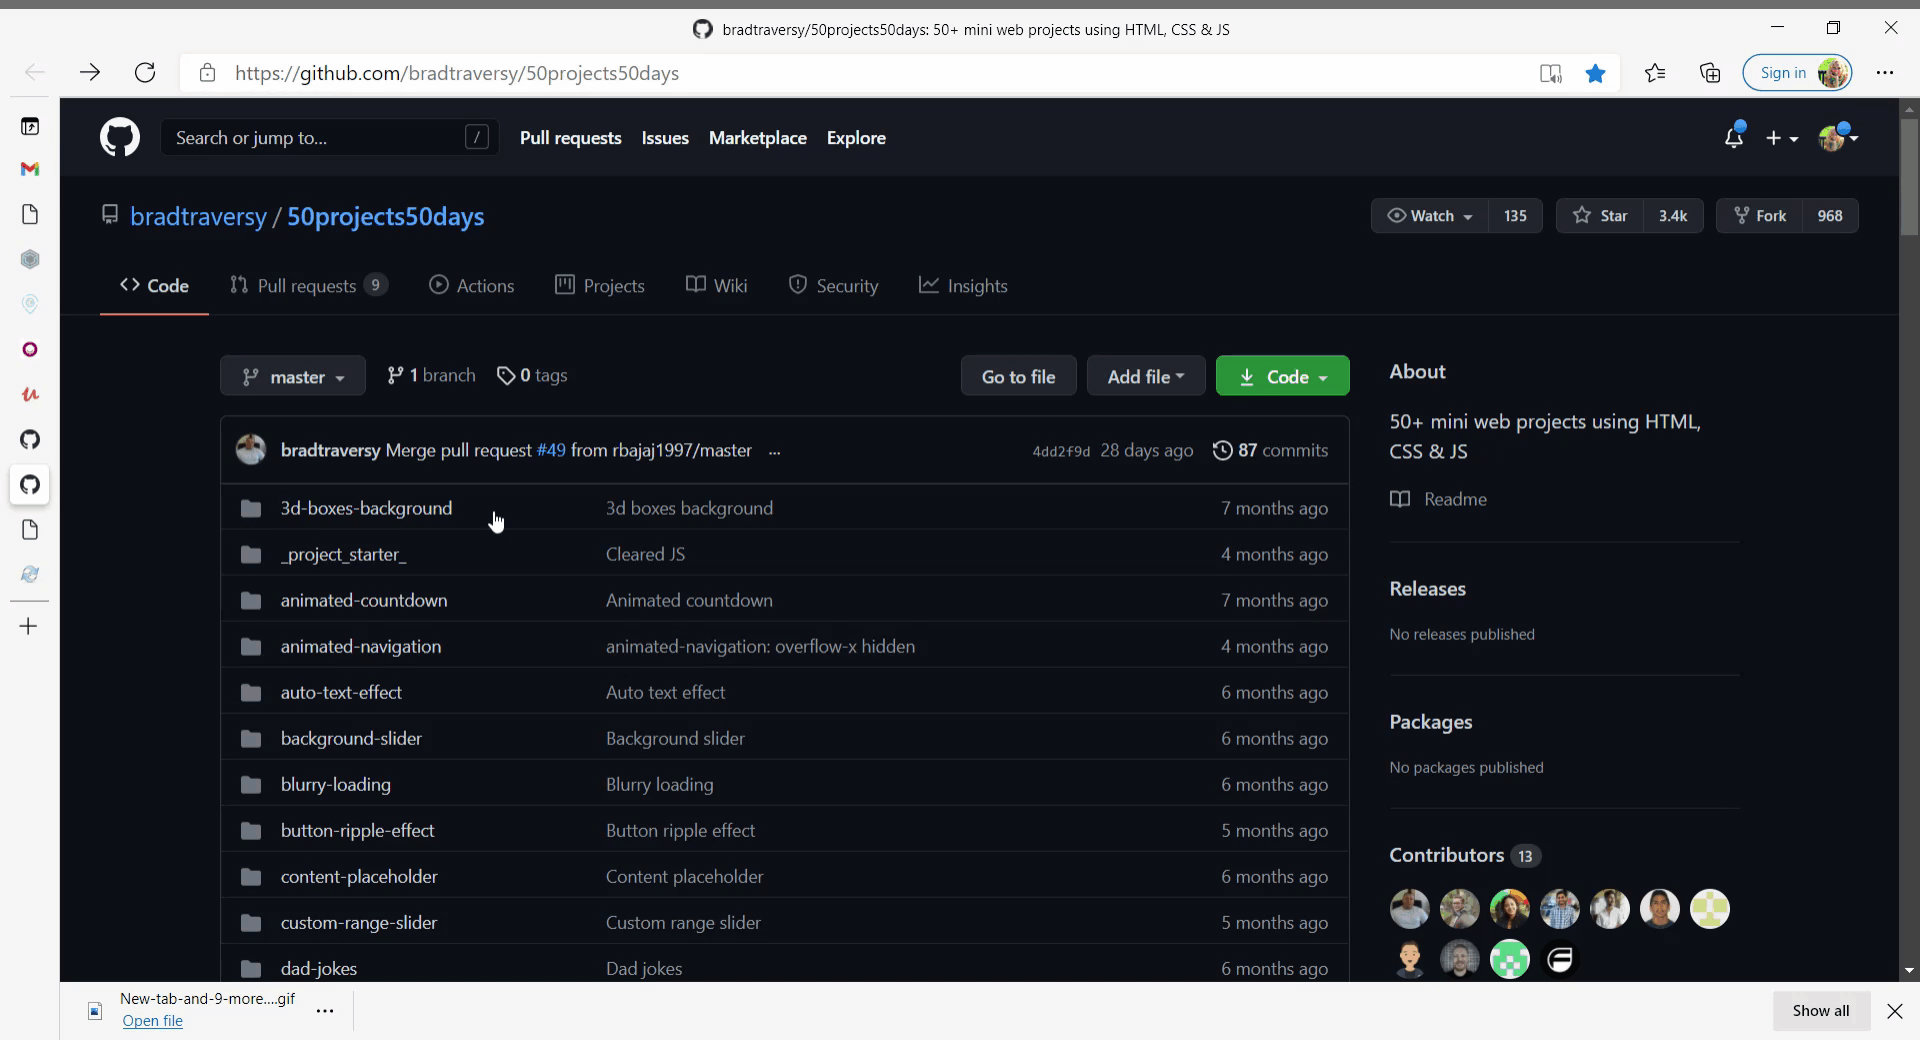 bradtraversy/50projects50days: 50+ mini web projects using HTML, CSS & JS
https://github.com/bradtraversy/50projects50days
Sign in
Search or jump to...
/
Pull requests
Issues
Marketplace
Explore
bradtraversy / 50projects50days
Watch 135
Star 3.4k
Fork 968
Code
Pull requests 9
Actions
Projects
Wiki
Security
Insights
master
1 branch
0 tags
Go to file
Add file
Code
bradtraversy Merge pull request #49 from rbajaj1997/master ...
4dd2f9d 28 days ago 87 commits
3d-boxes-background 3d boxes background 7 months ago
_project_starter_ Cleared JS 4 months ago
animated-countdown Animated countdown 7 months ago
animated-navigation animated-navigation: overflow-x hidden 4 months ago
auto-text-effect Auto text effect 6 months ago
background-slider Background slider 6 months ago
blurry-loading Blurry loading 6 months ago
button-ripple-effect Button ripple effect 5 months ago
content-placeholder Content placeholder 6 months ago
custom-range-slider Custom range slider 5 months ago
dad-jokes Dad jokes 6 months ago
About
50+ mini web projects using HTML,
CSS & JS
Readme
Releases
No releases published
Packages
No packages published
Contributors 13
New-tab-and-9-more....gif
Open file
Show all